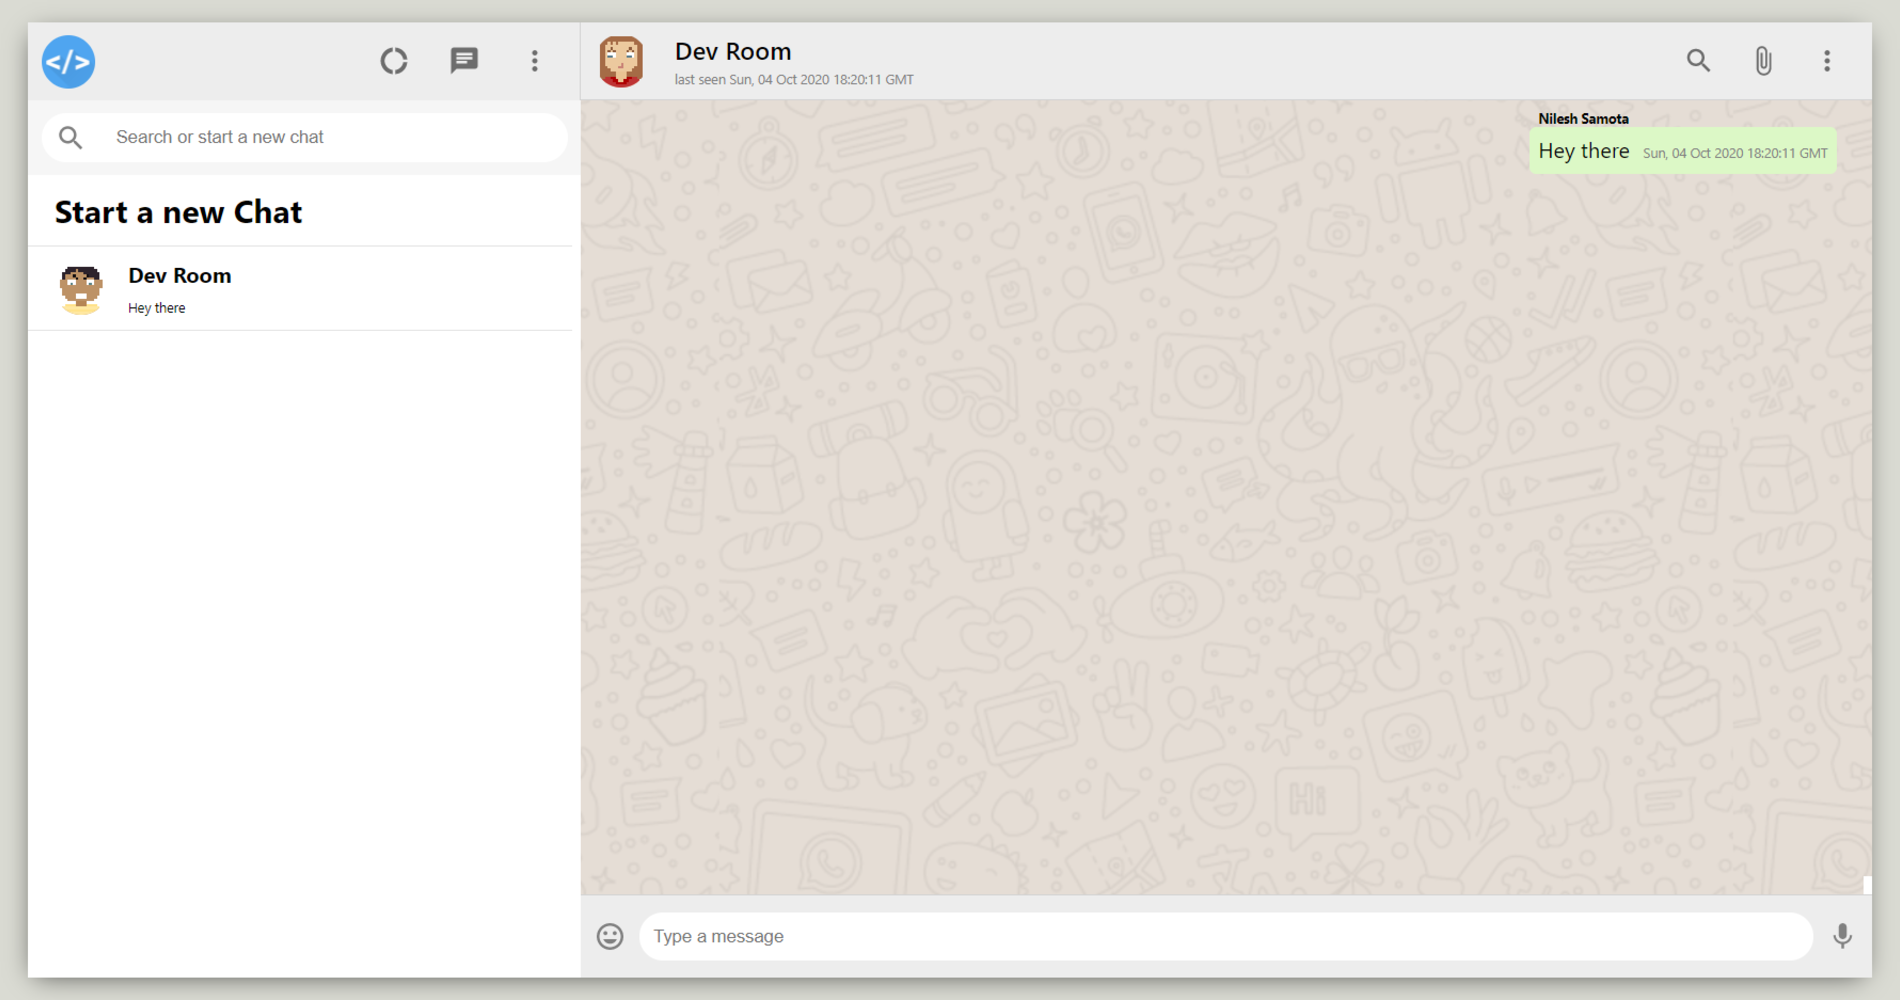 </>
Search or start a new chat
Start a new Chat
Dev Room
Hey there
Dev Room
last seen Sun, 04 Oct 2020 18:20:11 GMT
Nilesh Samota
Hey there Sun, 04 Oct 2020 18:20:11 GMT
Hi
Type a message